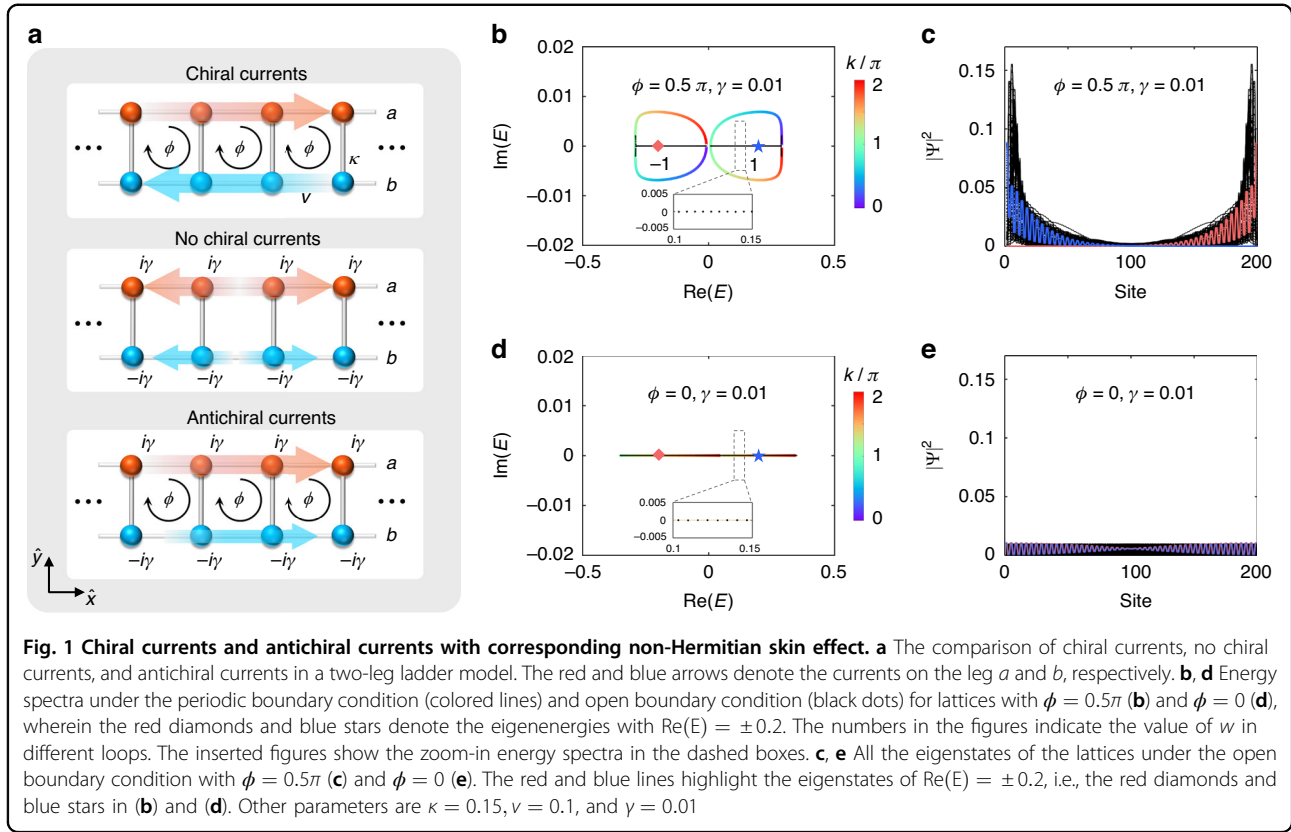 a
Chiral currents
a
ϕ
ϕ
ϕ
...
...
κ
b
v
No chiral currents
iγ
iγ
iγ
iγ
a
...
...
b
−iγ
−iγ
−iγ
−iγ
Antichiral currents
iγ
iγ
iγ
iγ
a
...
...
ϕ
ϕ
ϕ
b
−iγ
−iγ
−iγ
−iγ
ŷ
x̂
b
0.02
0.01
0
−0.01
−0.02
Im(E)
ϕ = 0.5 π, γ = 0.01
−1
1
0.005
0
−0.005
0.1
0.15
−0.5
0
0.5
Re(E)
k / π
2
1
0
c
0.15
0.1
0.05
0
|Ψ|²
ϕ = 0.5 π, γ = 0.01
0
100
200
Site
d
0.02
0.01
0
−0.01
−0.02
Im(E)
ϕ = 0, γ = 0.01
0.005
0
−0.005
0.1
0.15
−0.5
0
0.5
Re(E)
k / π
2
1
0
e
0.15
0.1
0.05
0
|Ψ|²
ϕ = 0, γ = 0.01
0
100
200
Site
Fig. 1 Chiral currents and antichiral currents with corresponding non-Hermitian skin effect. a The comparison of chiral currents, no chiral
currents, and antichiral currents in a two-leg ladder model. The red and blue arrows denote the currents on the leg a and b, respectively. b, d Energy
spectra under the periodic boundary condition (colored lines) and open boundary condition (black dots) for lattices with ϕ = 0.5π (b) and ϕ = 0 (d),
wherein the red diamonds and blue stars denote the eigenenergies with Re(E) = ±0.2. The numbers in the figures indicate the value of w in
different loops. The inserted figures show the zoom-in energy spectra in the dashed boxes. c, e All the eigenstates of the lattices under the open
boundary condition with ϕ = 0.5π (c) and ϕ = 0 (e). The red and blue lines highlight the eigenstates of Re(E) = ±0.2, i.e., the red diamonds and
blue stars in (b) and (d). Other parameters are κ = 0.15, v = 0.1, and γ = 0.01